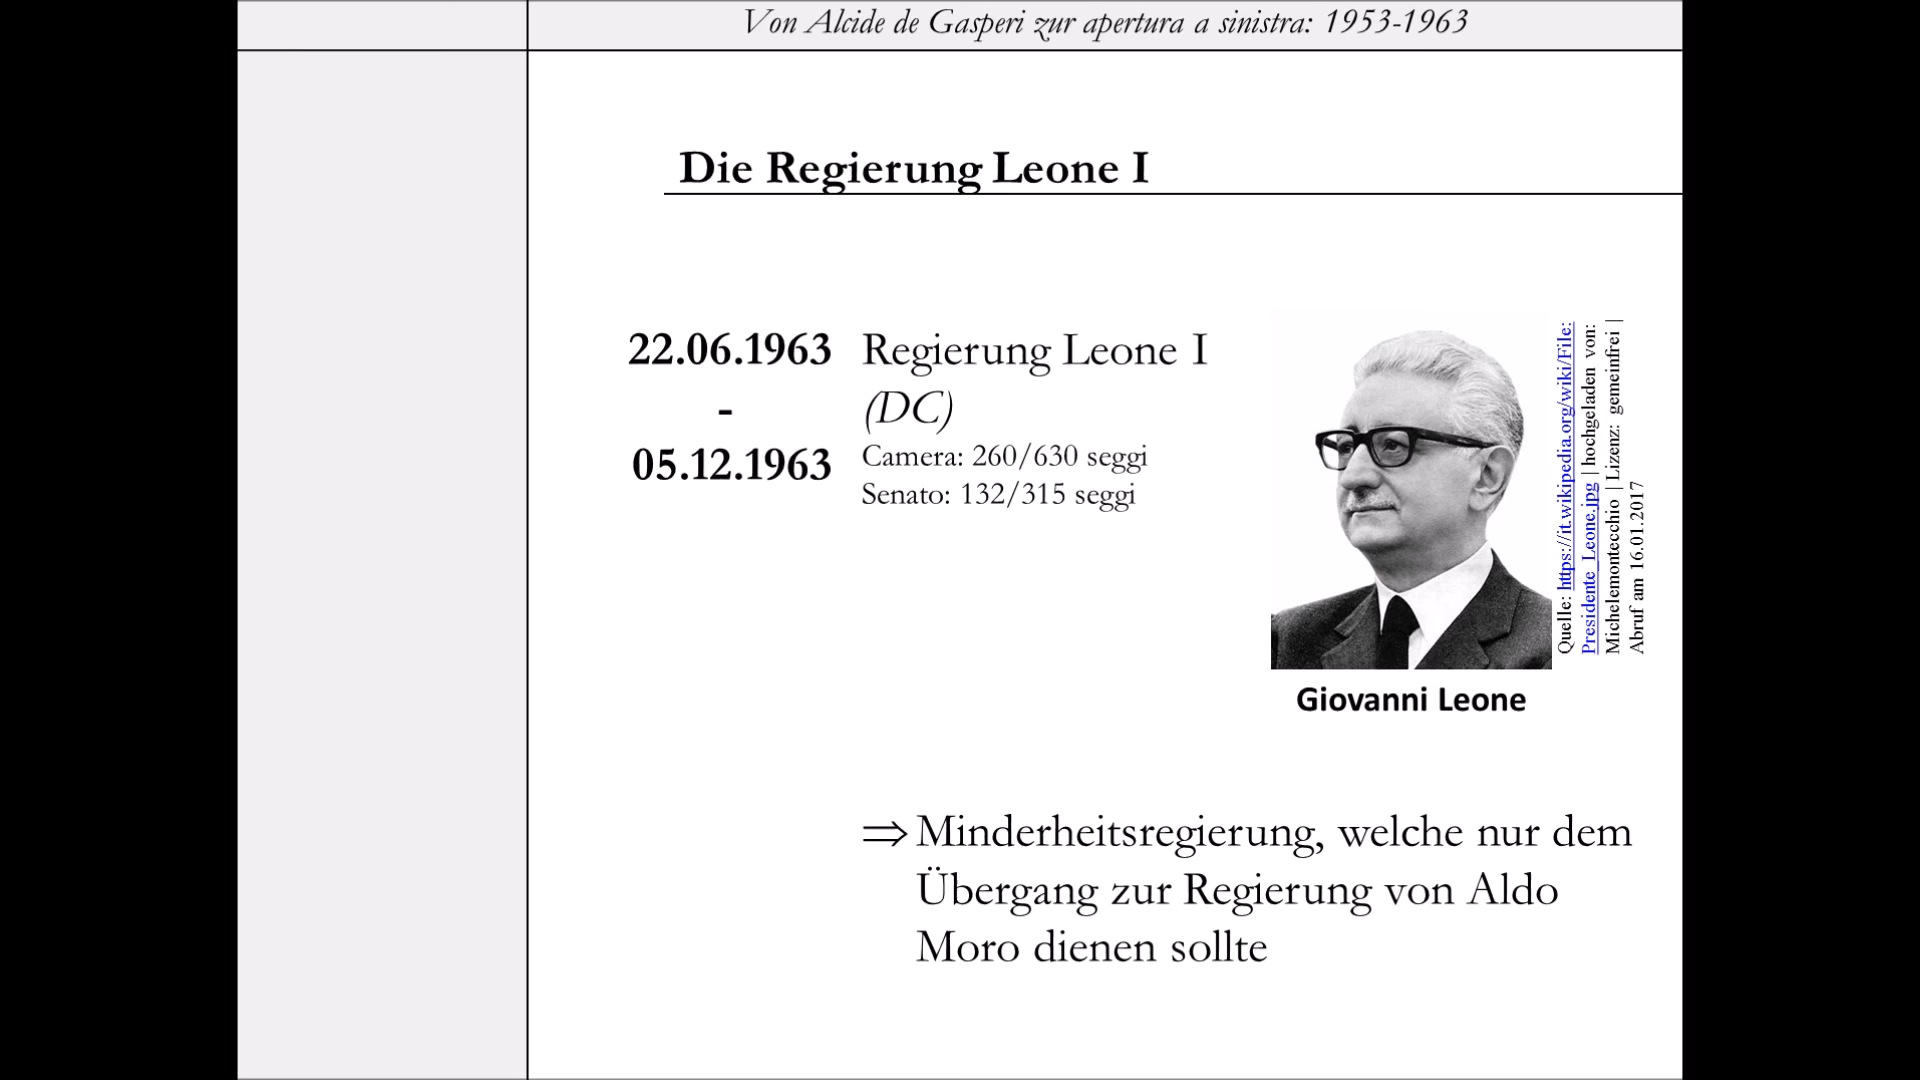 Von Alcide de Gasperi zur apertura a sinistra: 1953-1963
Die Regierung Leone I
22.06.1963
-
05.12.1963
Regierung Leone I
(DC)
Camera: 260/630 seggi
Senato: 132/315 seggi
Quelle: https://it.wikipedia.org/wiki/File:
Presidente_Leone.jpg | hochgeladen von:
Michelemontecchio | Lizenz: gemeinfrei |
Abruf am 16.01.2017
Giovanni Leone
⇒ Minderheitsregierung, welche nur dem
Übergang zur Regierung von Aldo
Moro dienen sollte